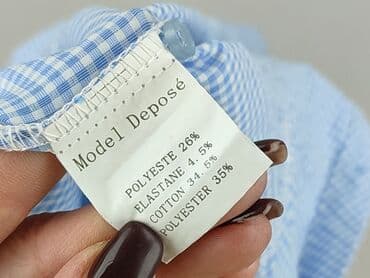 Model Deposé
POLYESTE 26%
ELASTANE 4.5%
COTTON 34.5%
POLYESTER 35%